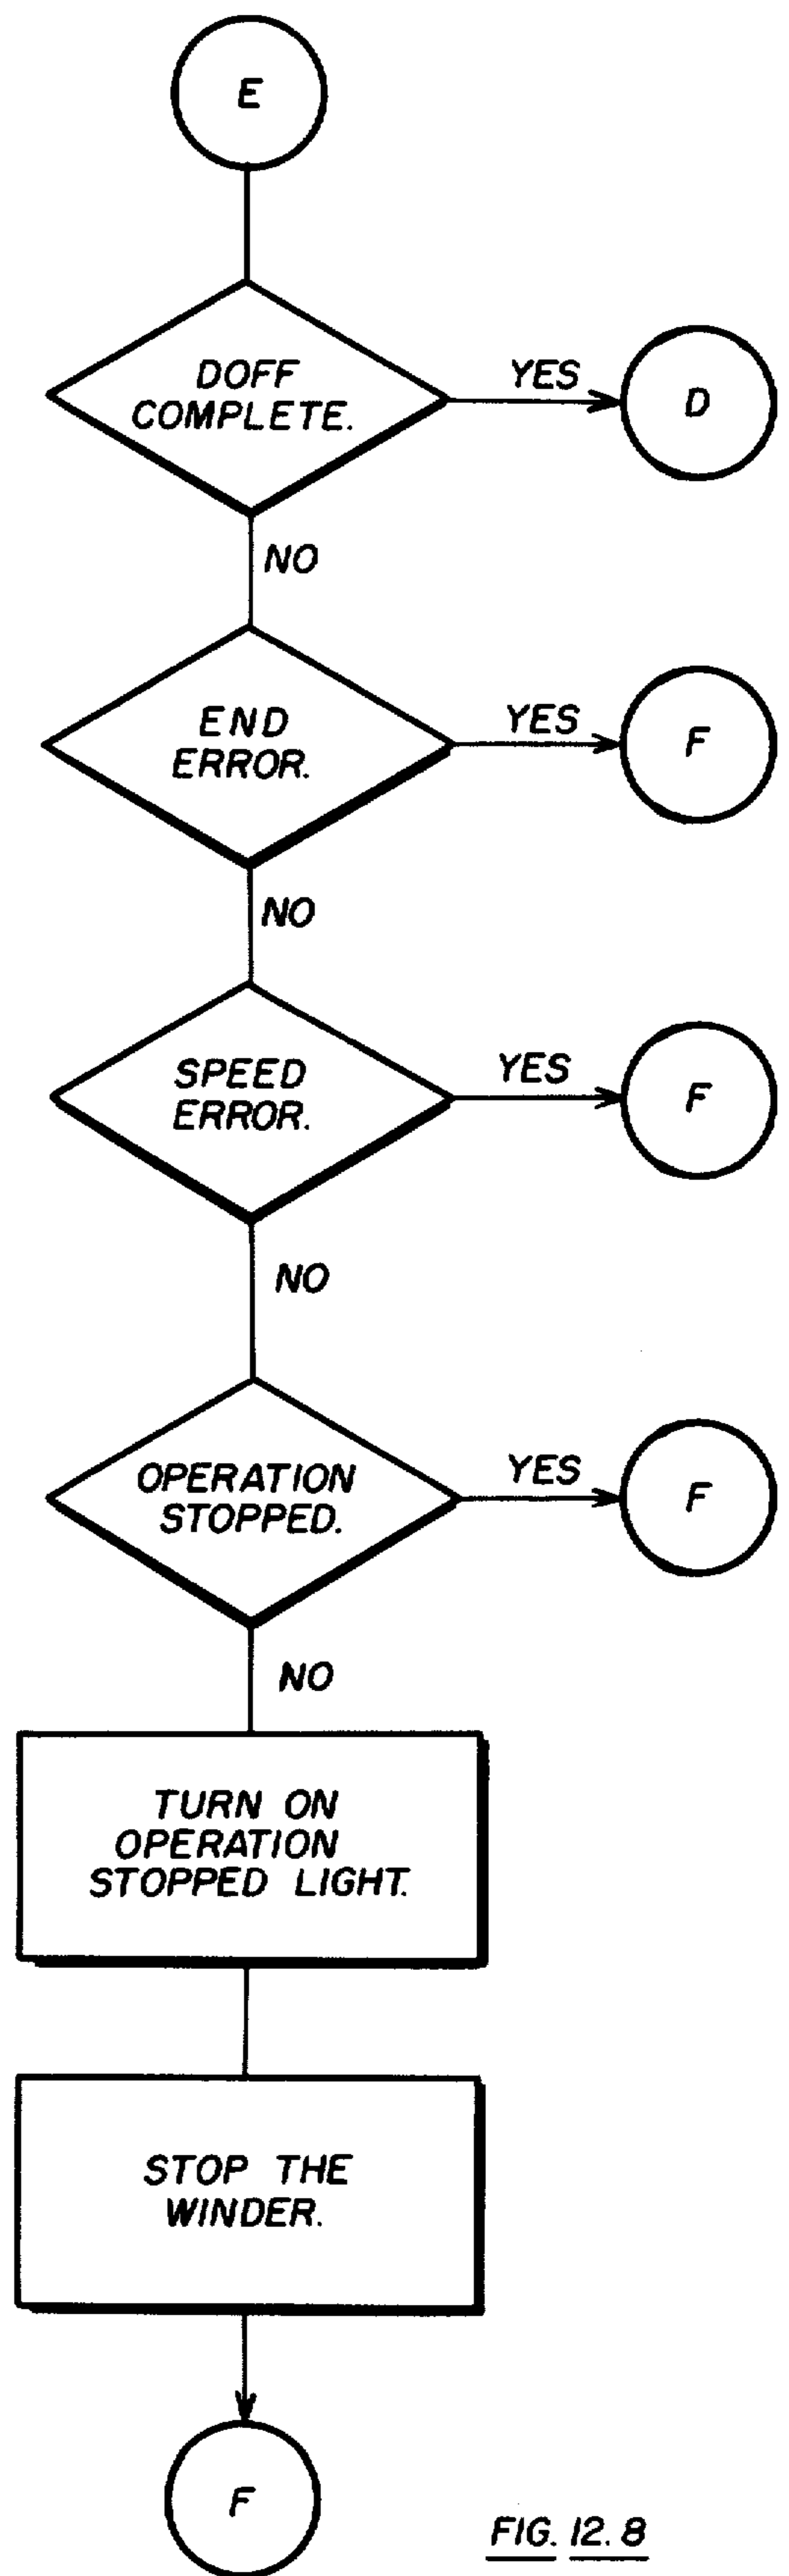 E
DOFF
COMPLETE.
YES
D
NO
END
ERROR.
YES
F
NO
SPEED
ERROR.
YES
F
NO
OPERATION
STOPPED.
YES
F
NO
TURN ON
OPERATION
STOPPED LIGHT.
STOP THE
WINDER.
F
FIG. 12.8